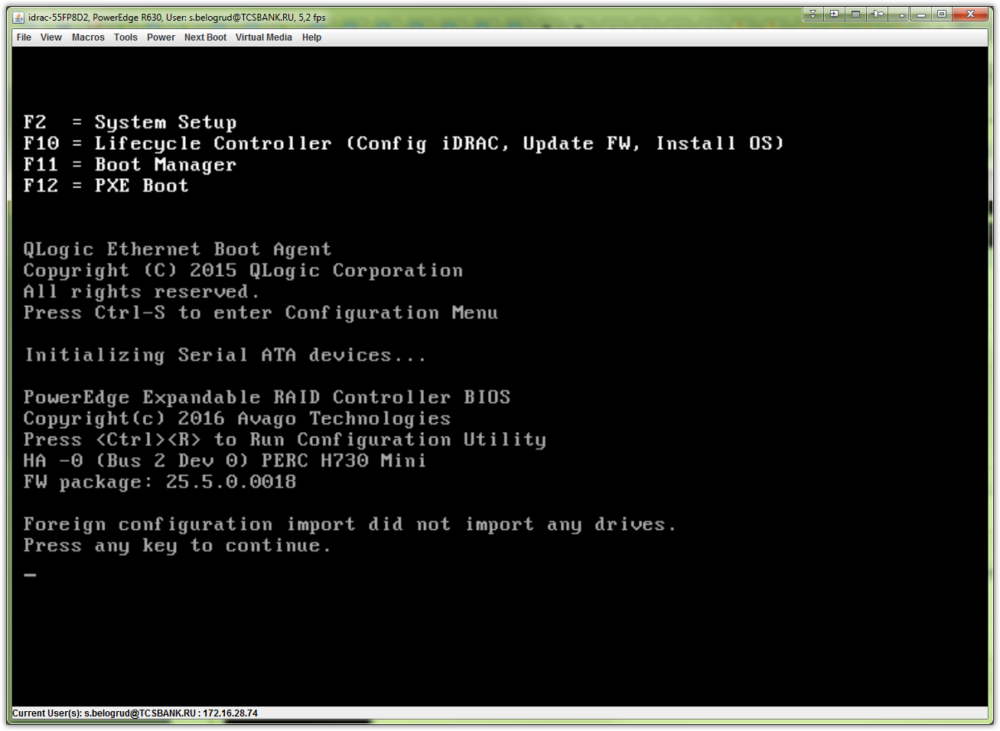 idrac-55FP8D2, PowerEdge R630, User: s.belogrud@TCSBANK.RU, 5,2 fps
File View Macros Tools Power Next Boot Virtual Media Help
F2 = System Setup
F10 = Lifecycle Controller (Config iDRAC, Update FW, Install OS)
F11 = Boot Manager
F12 = PXE Boot
QLogic Ethernet Boot Agent
Copyright (C) 2015 QLogic Corporation
All rights reserved.
Press Ctrl-S to enter Configuration Menu
Initializing Serial ATA devices...
PowerEdge Expandable RAID Controller BIOS
Copyright(c) 2016 Avago Technologies
Press <Ctrl><R> to Run Configuration Utility
HA -0 (Bus 2 Dev 0) PERC H730 Mini
FW package: 25.5.0.0018
Foreign configuration import did not import any drives.
Press any key to continue.
_
Current User(s): s.belogrud@TCSBANK.RU : 172.16.28.74